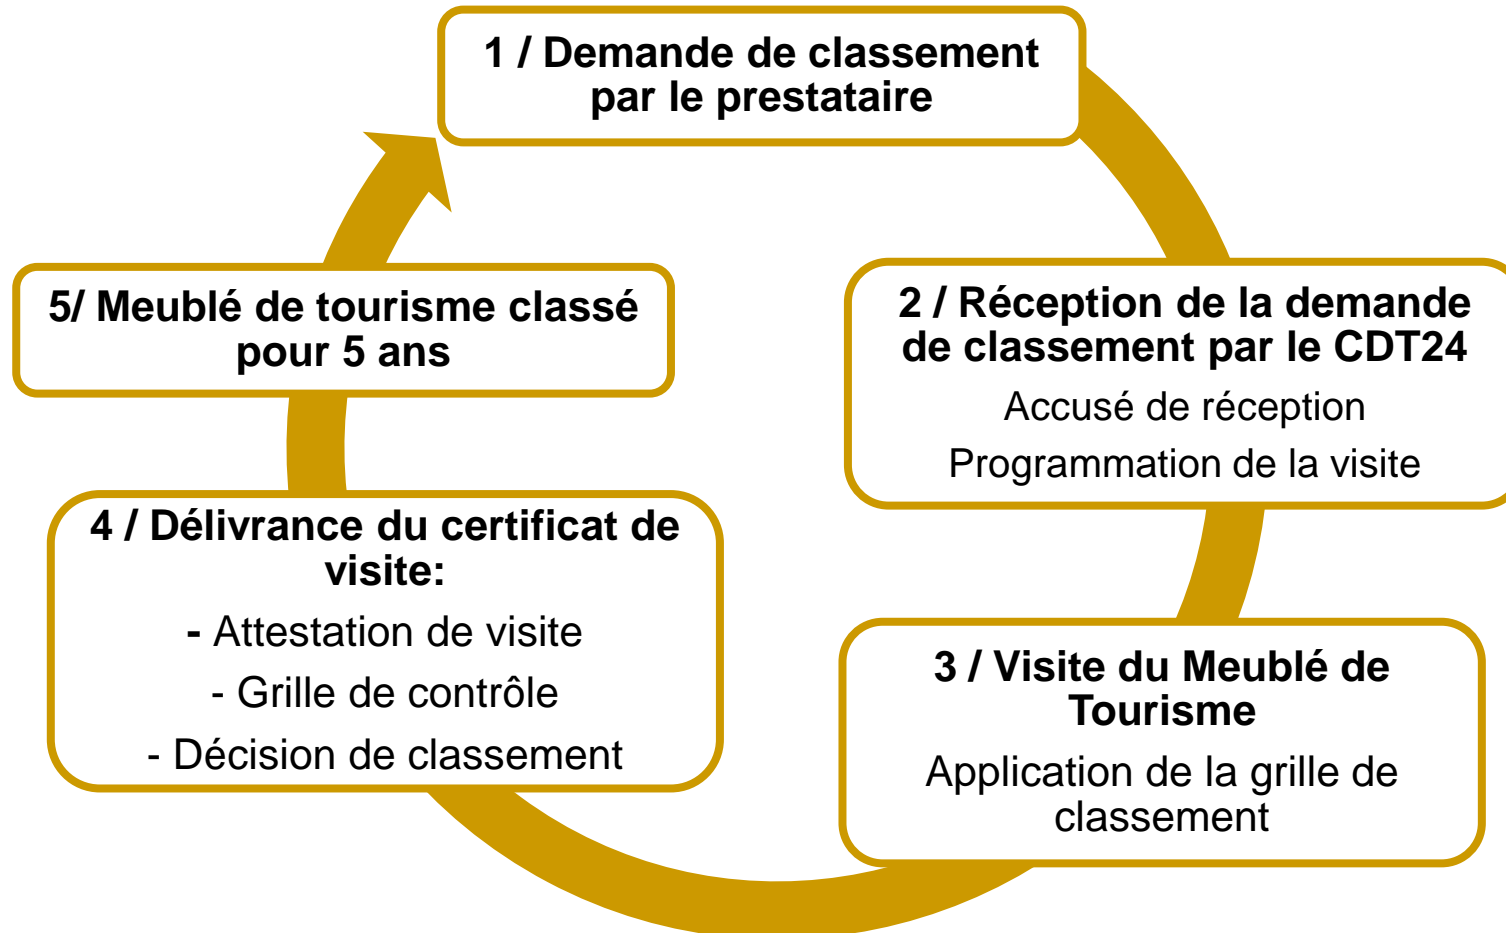 1 / Demande de classement
par le prestataire
2 / Réception de la demande
de classement par le CDT24
Accusé de réception
Programmation de la visite
3 / Visite du Meublé de
Tourisme
Application de la grille de
classement
4 / Délivrance du certificat de
visite:
- Attestation de visite
- Grille de contrôle
- Décision de classement
5/ Meublé de tourisme classé
pour 5 ans